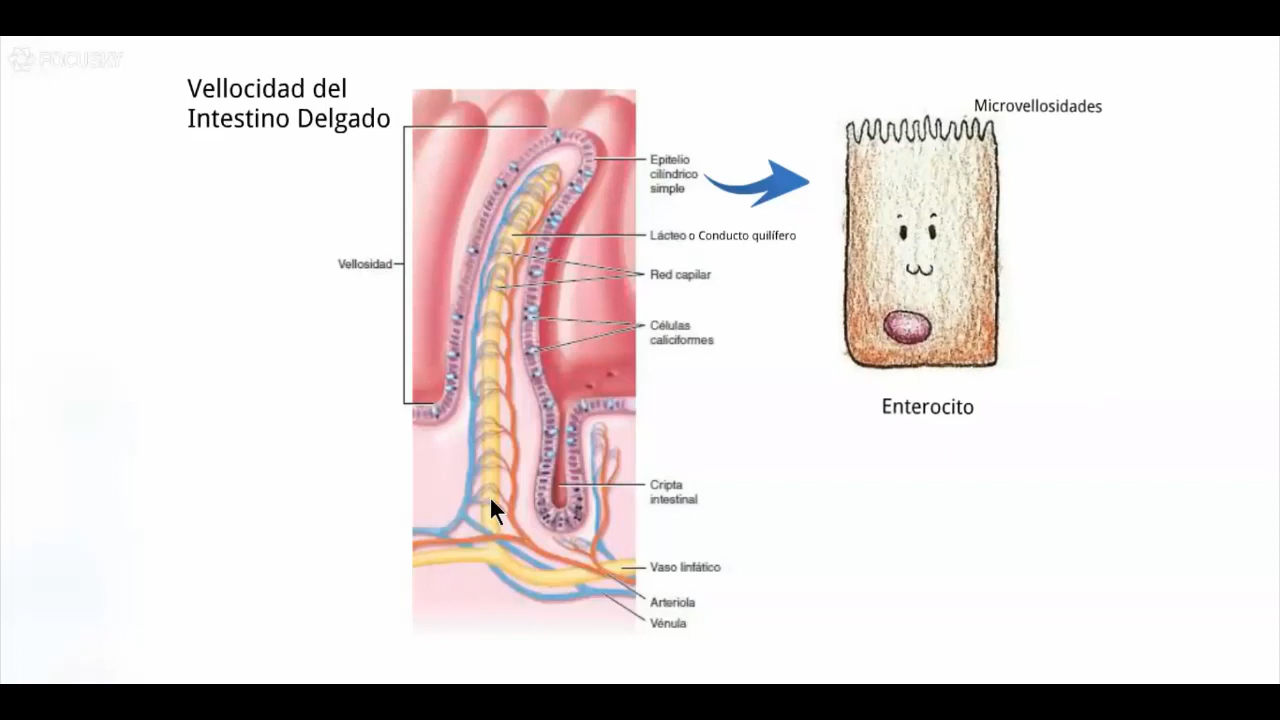 FOCUSKY
Vellocidad del
Intestino Delgado
Microvellosidades
Epitelio
cilíndrico
simple
Lácteo o Conducto quilífero
Vellosidad
Red capilar
Células
caliciformes
Enterocito
Cripta
intestinal
Vaso linfático
Arteriola
Vénula